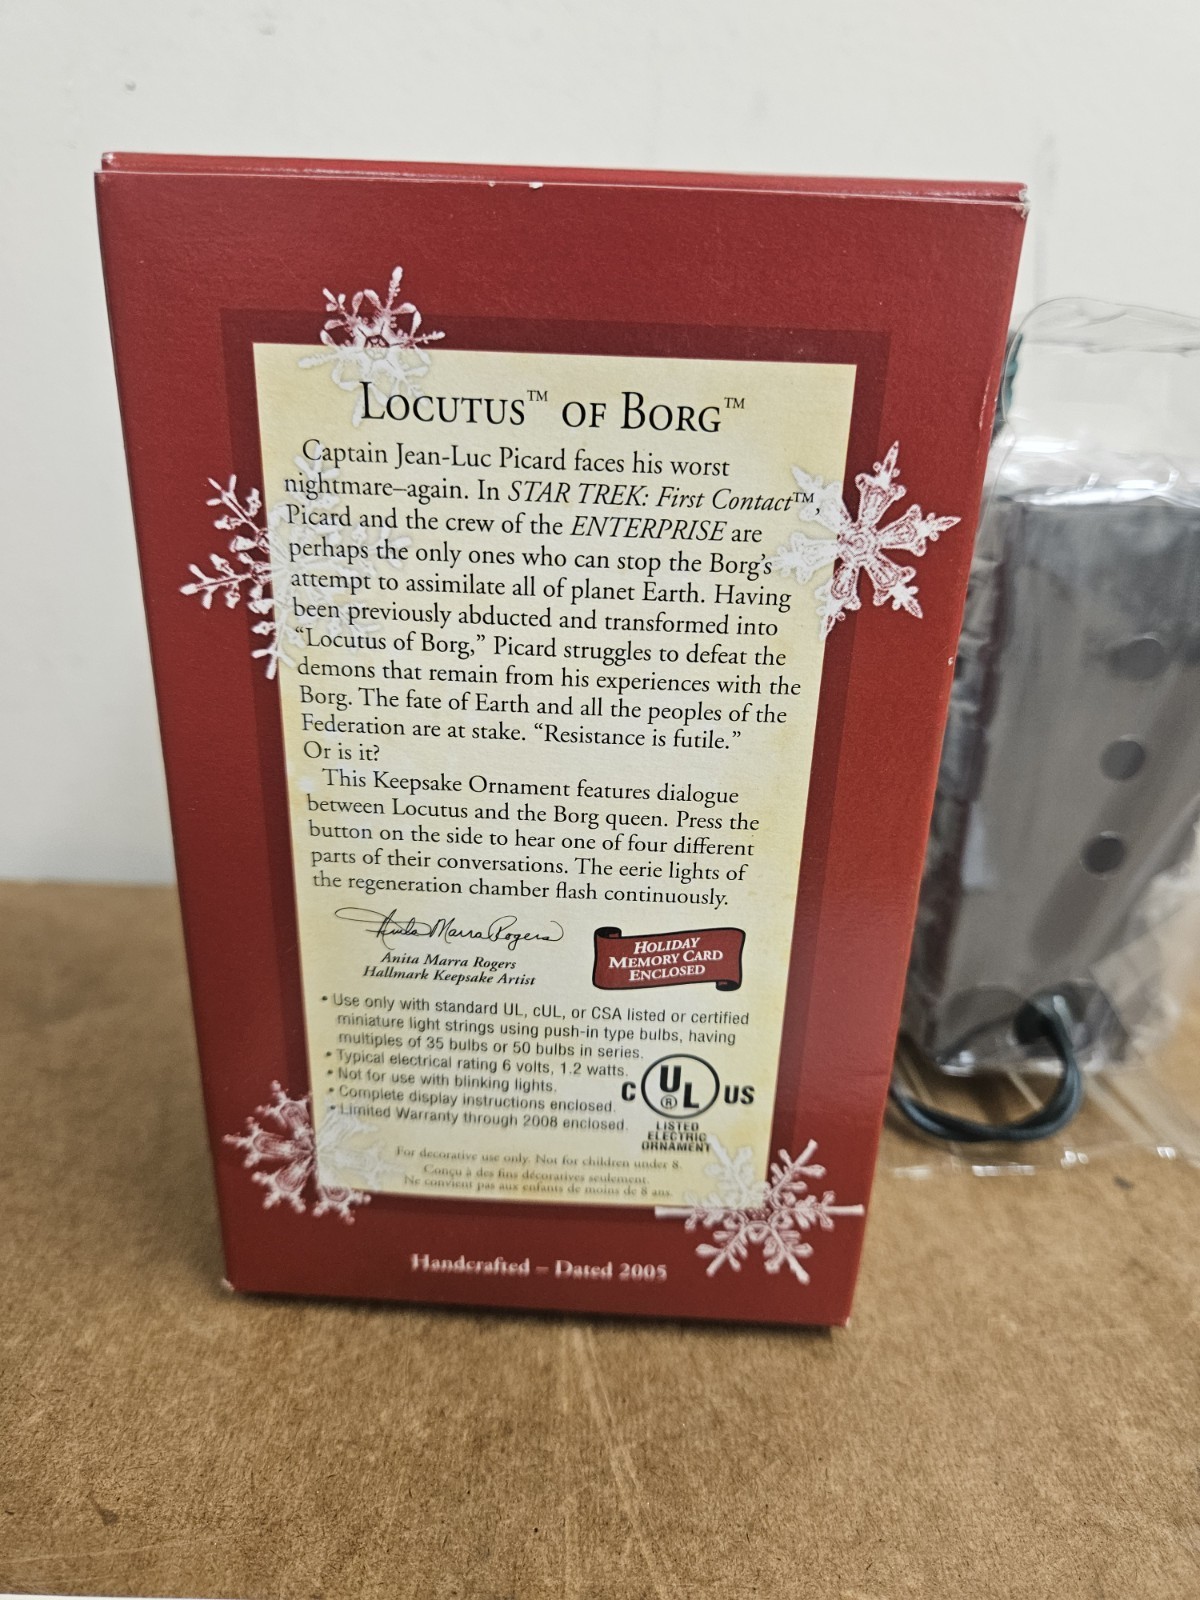 LOCUTUS™ OF BORG™
Captain Jean-Luc Picard faces his worst
nightmare–again. In STAR TREK: First Contact™,
Picard and the crew of the ENTERPRISE are
perhaps the only ones who can stop the Borg's
attempt to assimilate all of planet Earth. Having
been previously abducted and transformed into
“Locutus of Borg,” Picard struggles to defeat the
demons that remain from his experiences with the
Borg. The fate of Earth and all the peoples of the
Federation are at stake. “Resistance is futile.”
Or is it?
This Keepsake Ornament features dialogue
between Locutus and the Borg queen. Press the
button on the side to hear one of four different
parts of their conversations. The eerie lights of
the regeneration chamber flash continuously.
Anita Marra Rogers
Anita Marra Rogers
Hallmark Keepsake Artist
HOLIDAY
MEMORY CARD
ENCLOSED
• Use only with standard UL, cUL, or CSA listed or certified
miniature light strings using push-in type bulbs, having
multiples of 35 bulbs or 50 bulbs in series.
• Typical electrical rating 6 volts, 1.2 watts.
• Not for use with blinking lights.
• Complete display instructions enclosed.
• Limited Warranty through 2008 enclosed.
C UL ® US
LISTED
ELECTRIC
ORNAMENT
For decorative use only. Not for children under 8.
Conçu à des fins décoratives seulement.
Ne convient pas aux enfants de moins de 8 ans.
Handcrafted – Dated 2005